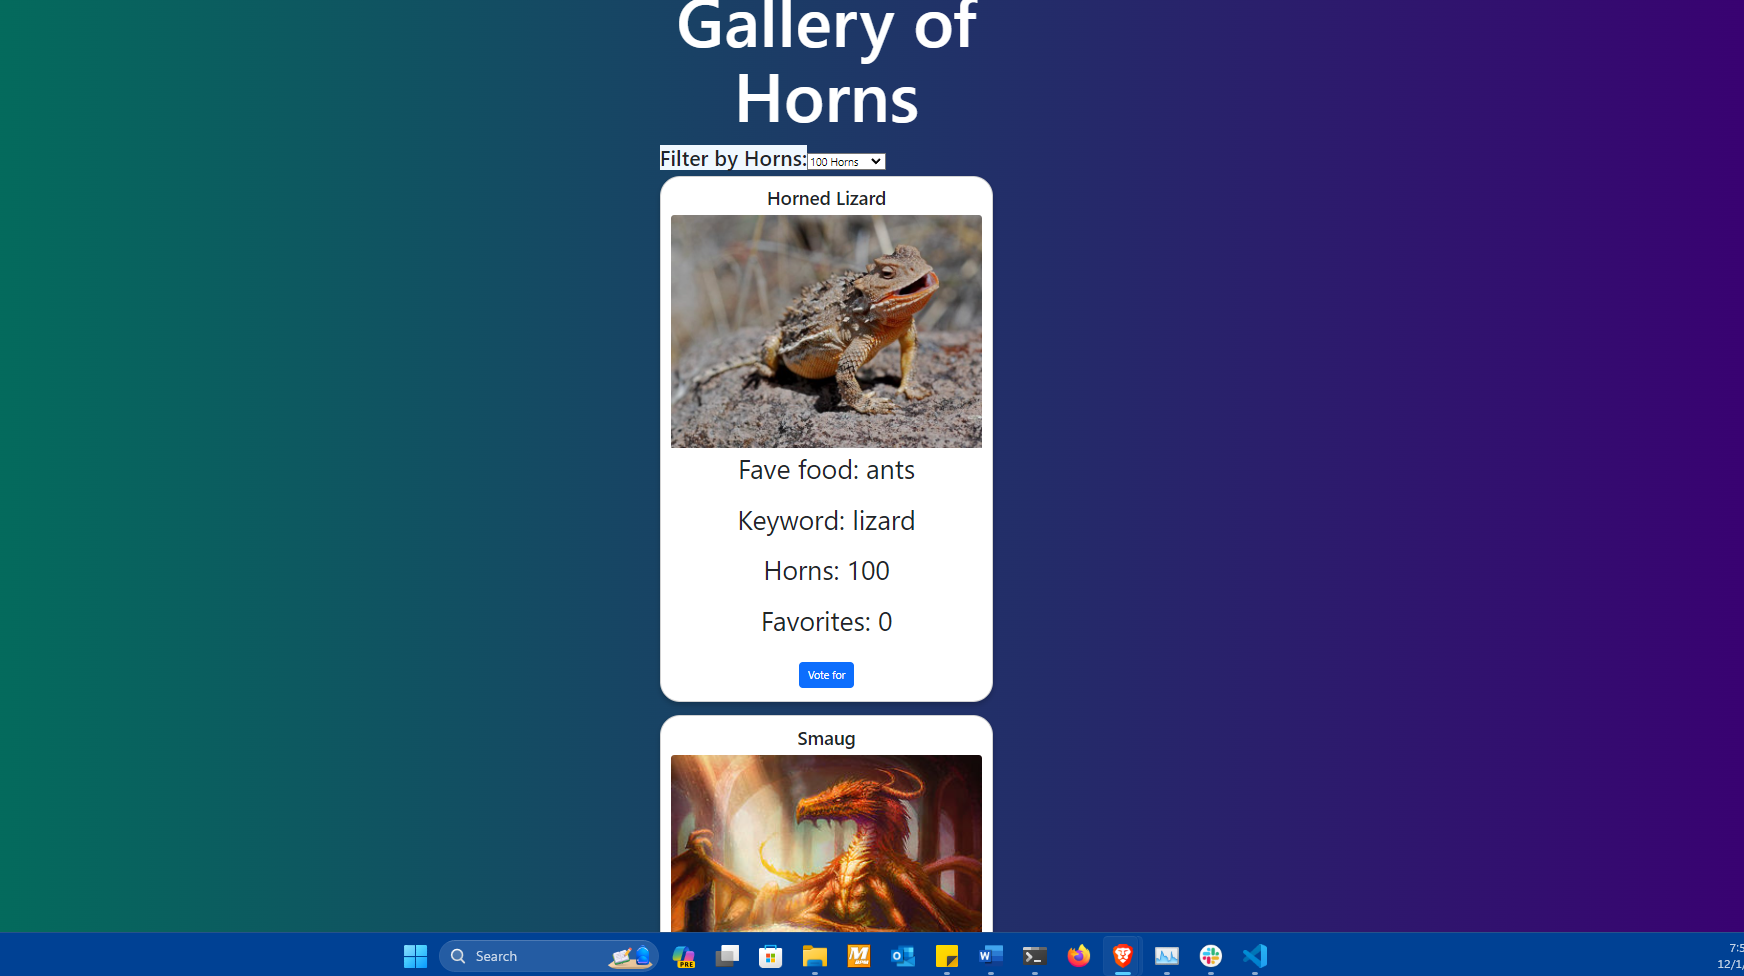 Gallery of
Horns
Filter by Horns: 100 Horns
Horned Lizard
Fave food: ants
Keyword: lizard
Horns: 100
Favorites: 0
Vote for
Smaug
Search
PRE
7:5
12/1/